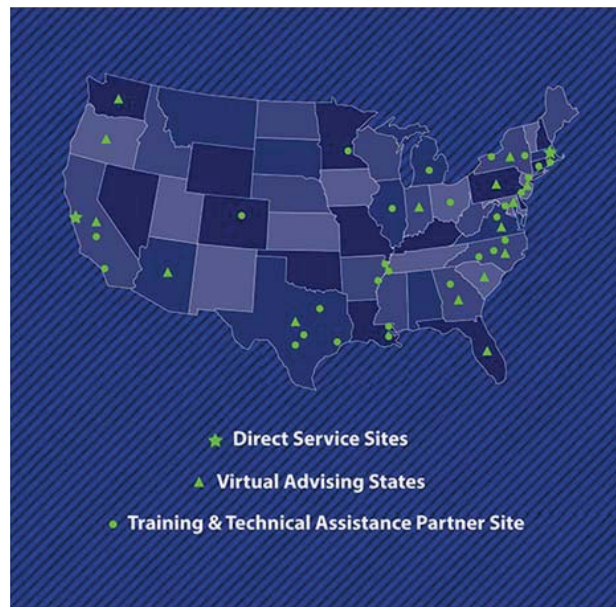 Direct Service Sites
Virtual Advising States
Training & Technical Assistance Partner Site